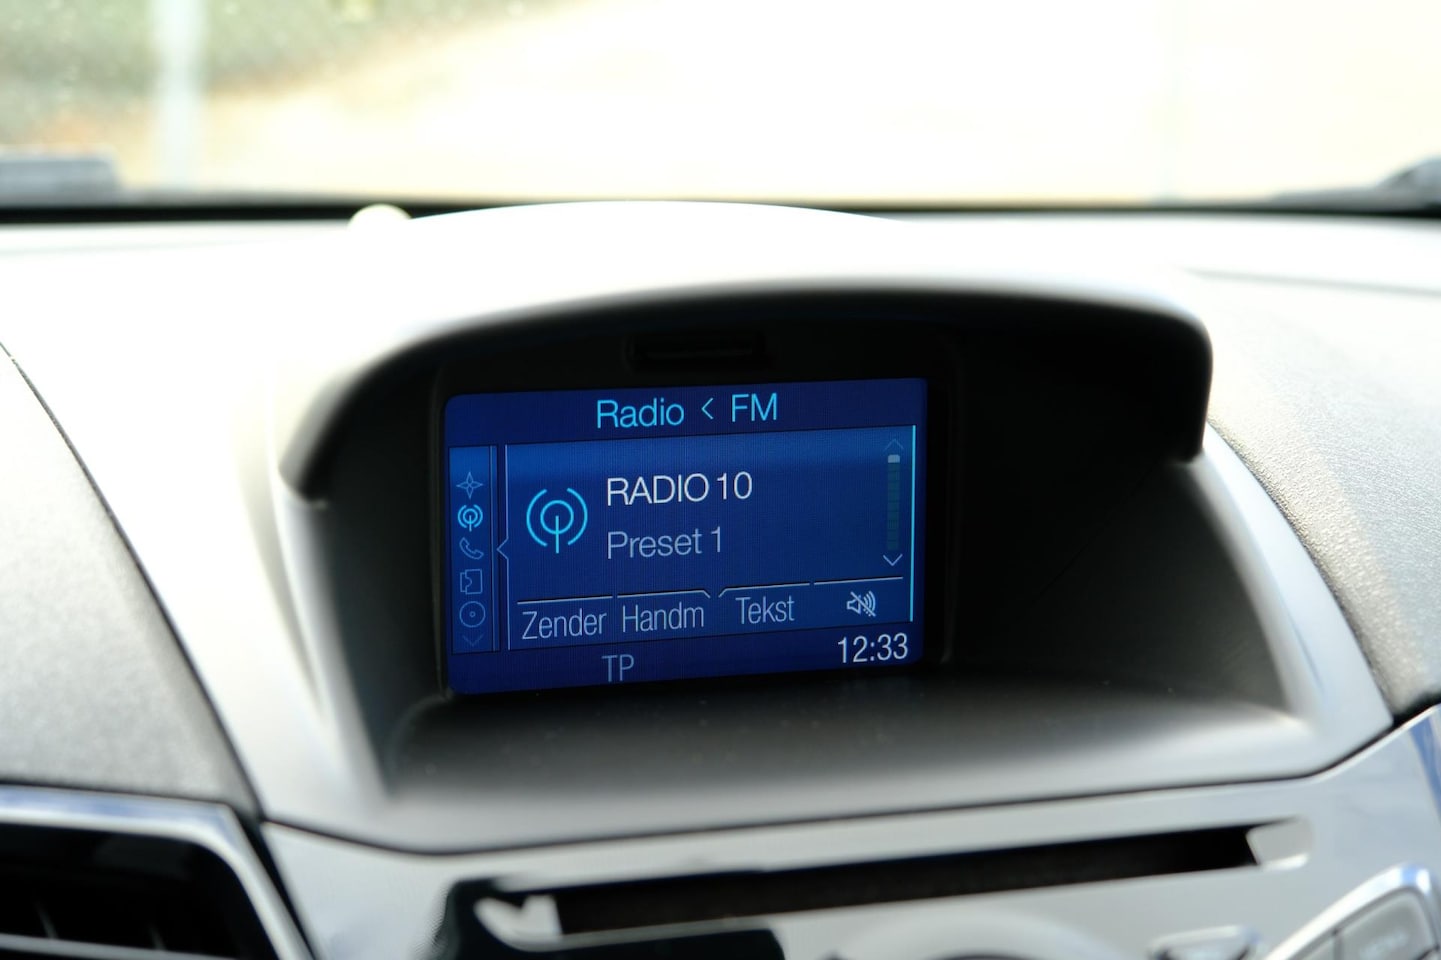 Radio < FM
RADIO 10
Preset 1
Zender Handm Tekst
TP 12:33